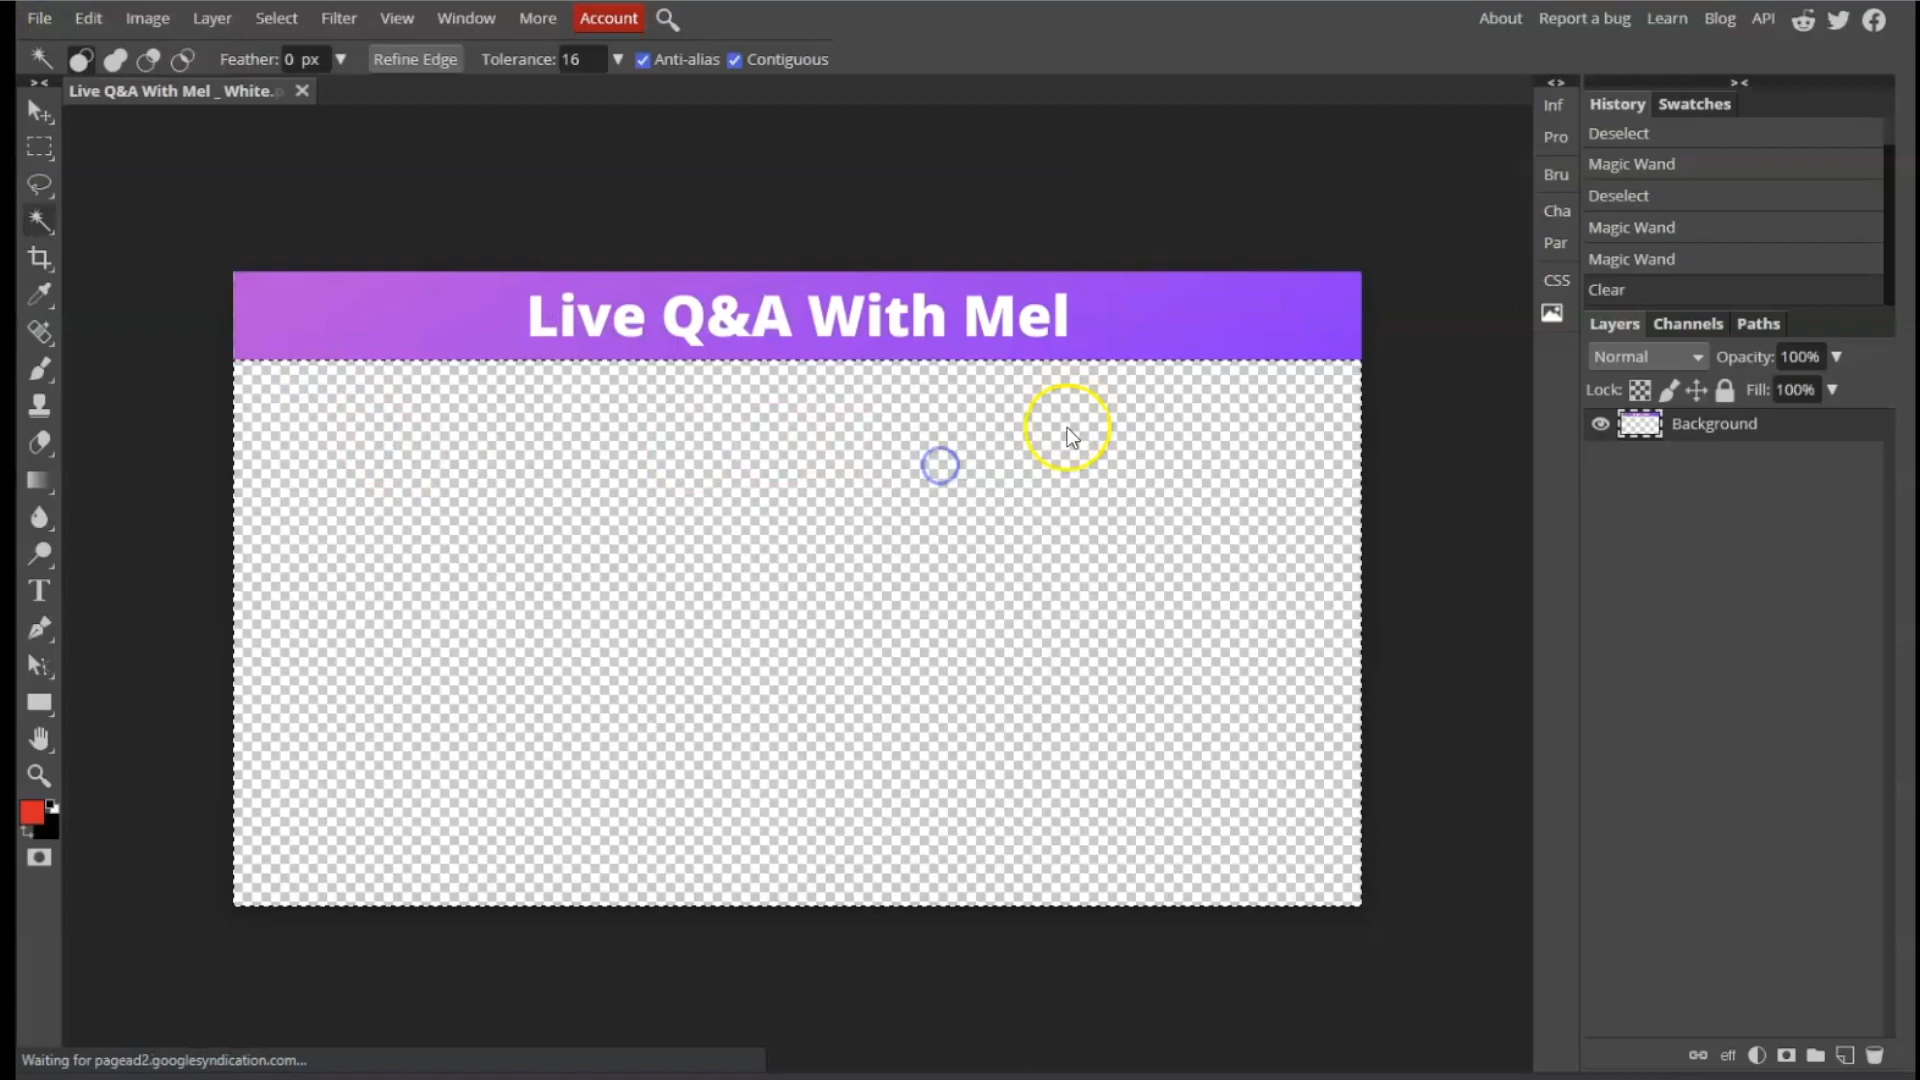 File Edit Image Layer Select Filter View Window More Account
About Report a bug Learn Blog API
Feather: 0 px Refine Edge Tolerance: 16 Anti-alias Contiguous
Live Q&A With Mel _ White.p
Inf
Pro
Bru
Cha
Par
CSS
History Swatches
Deselect
Magic Wand
Deselect
Magic Wand
Magic Wand
Clear
Layers Channels Paths
Normal Opacity: 100%
Lock: Fill: 100%
Background
Live Q&A With Mel
T
eff
Waiting for pagead2.googlesyndication.com...